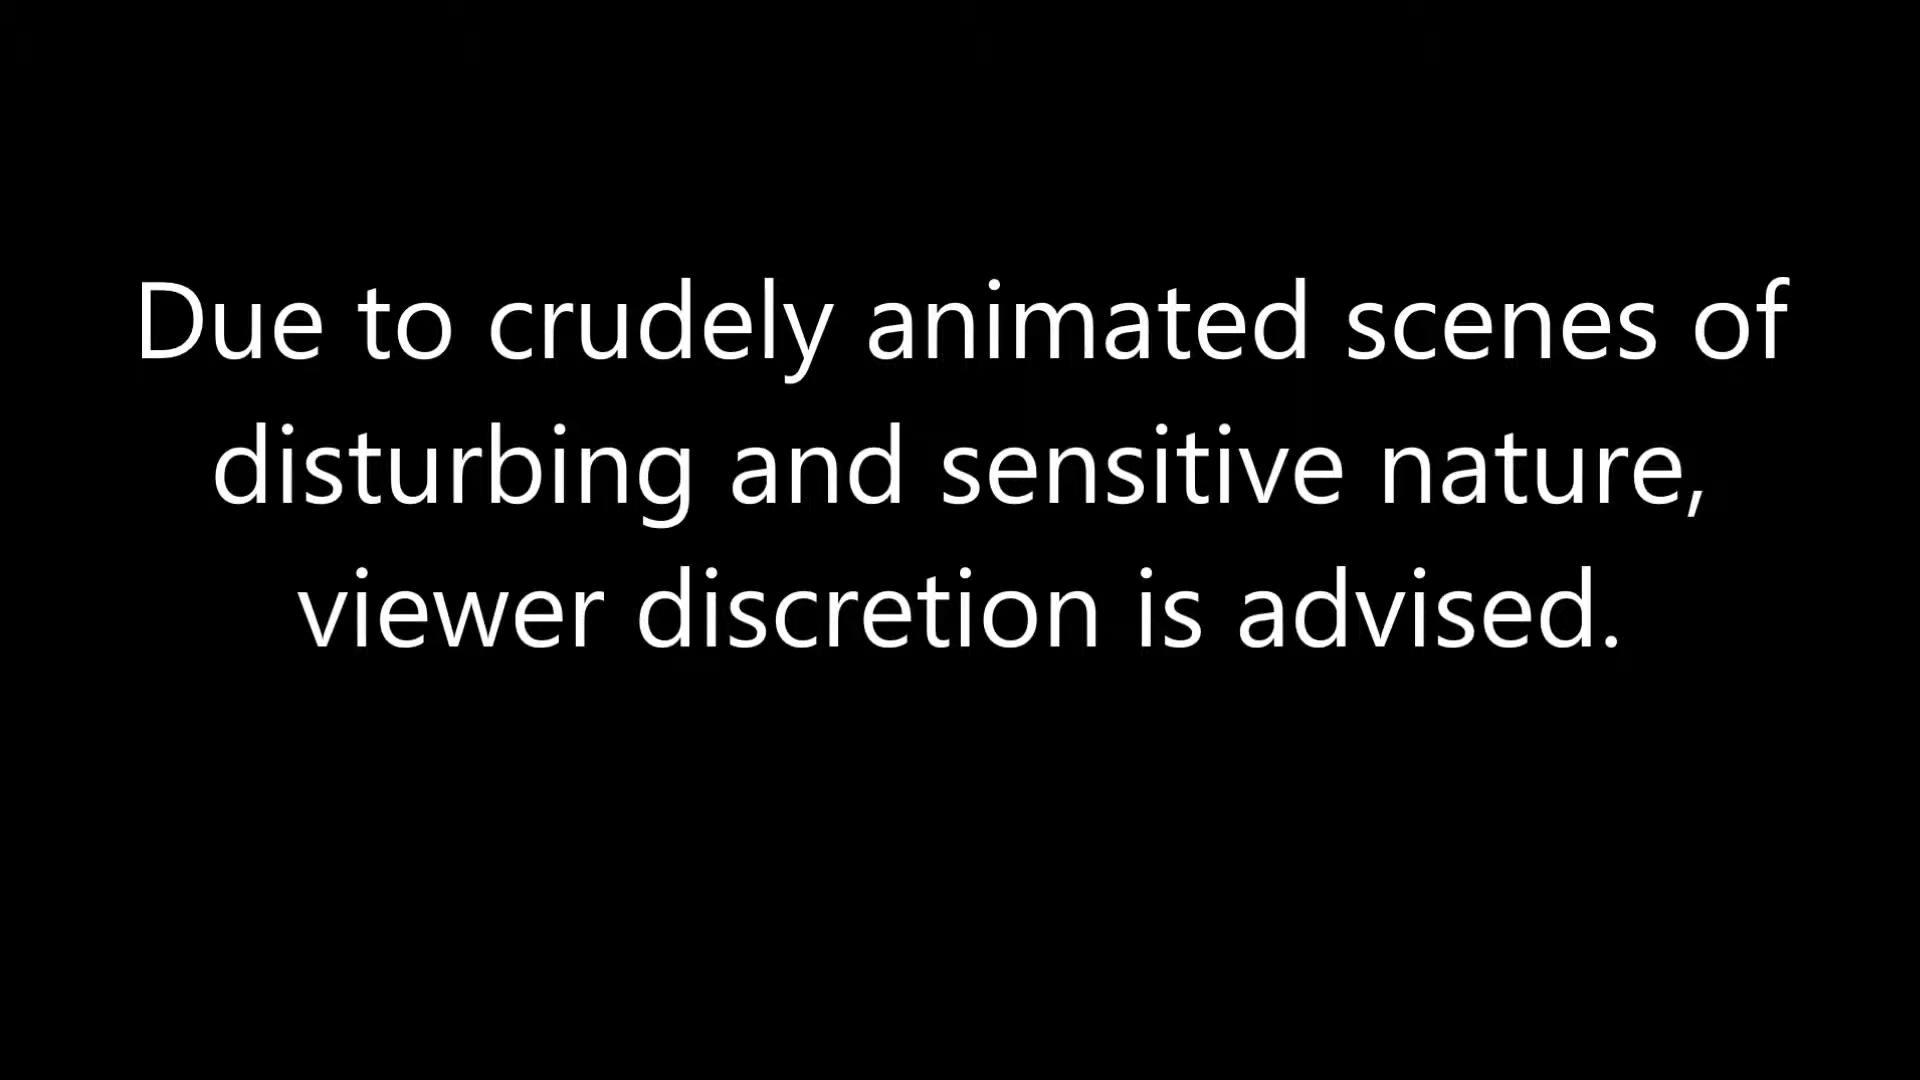 Due to crudely animated scenes of
disturbing and sensitive nature,
viewer discretion is advised.